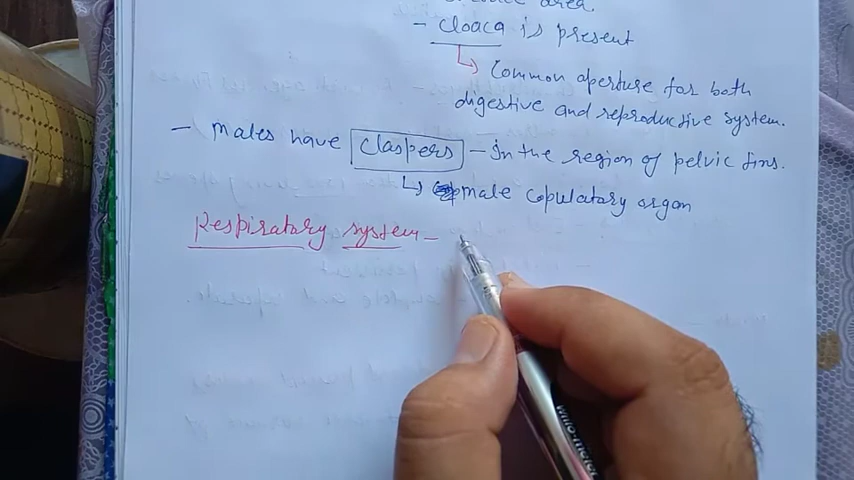 - Cloaca is present
↳ Common aperture for both
digestive and reproductive system.
- Males have Claspers - in the region of pelvic fins.
↳ male copulatory organ
Respiratory system -